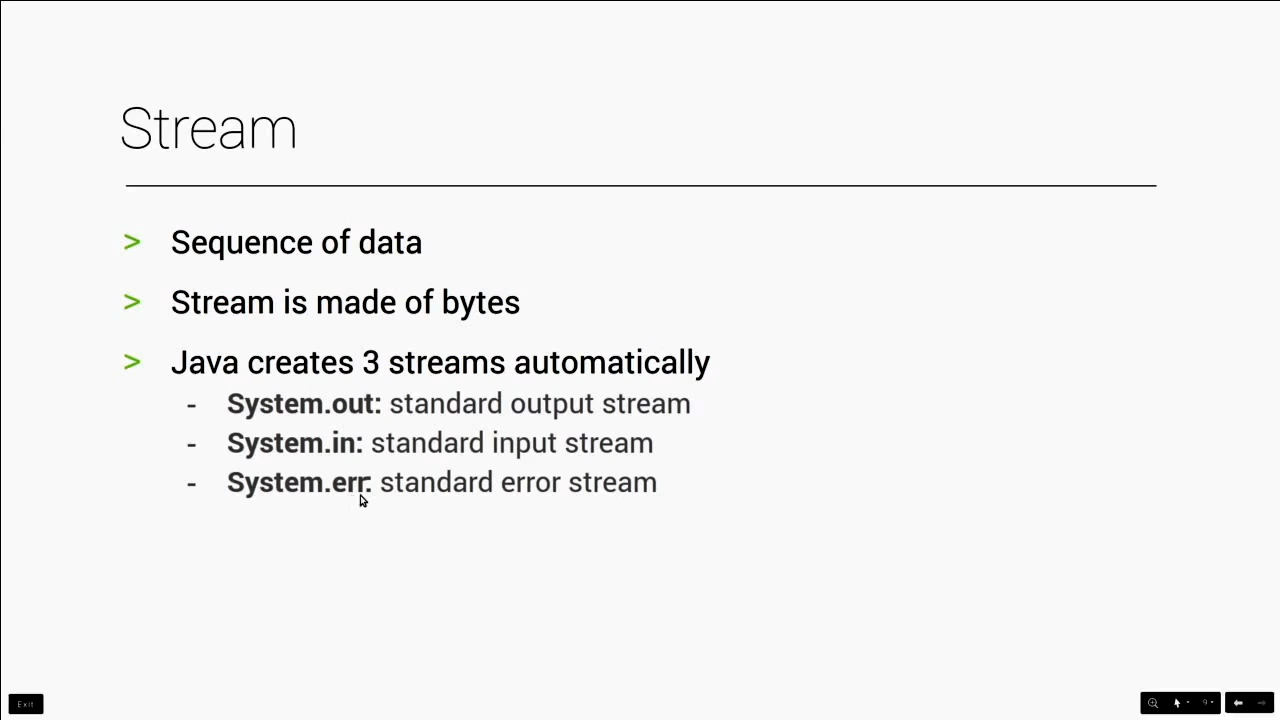 Stream
> Sequence of data
> Stream is made of bytes
> Java creates 3 streams automatically
- System.out: standard output stream
- System.in: standard input stream
- System.err: standard error stream
Exit
9